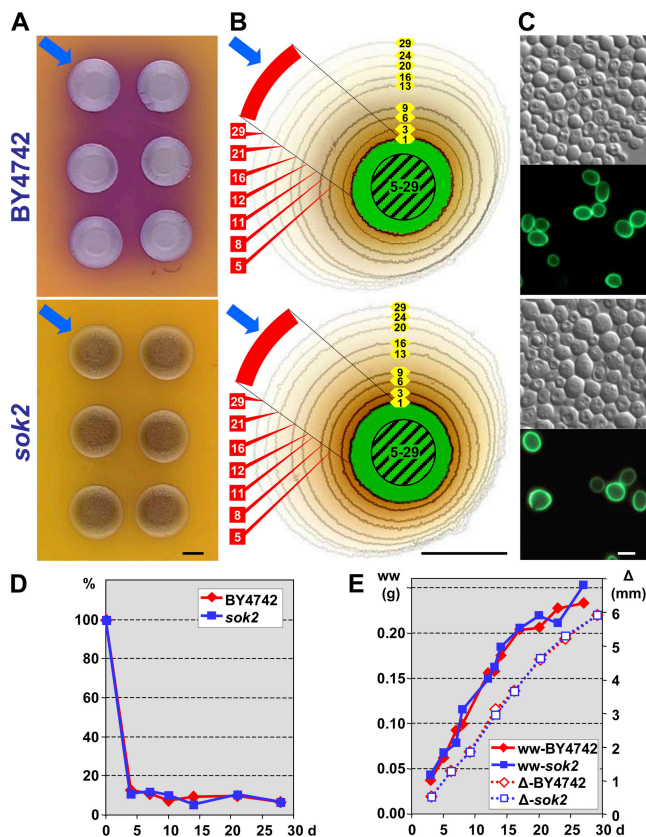 A
B
C
BY4742
29
24
20
16
13
9
6
3
1
29
21
16
12
11
8
5
5-29
sok2
29
24
20
16
13
9
6
3
1
29
21
16
12
11
8
5
5-29
D
%
100
80
60
40
20
0
0 5 10 15 20 25 30 d
BY4742
sok2
E
ww
(g)
Δ
(mm)
0.20
0.15
0.10
0.05
0.00
6
5
4
3
2
1
0
0 5 10 15 20 25 30 d
ww-BY4742
ww-sok2
Δ-BY4742
Δ-sok2